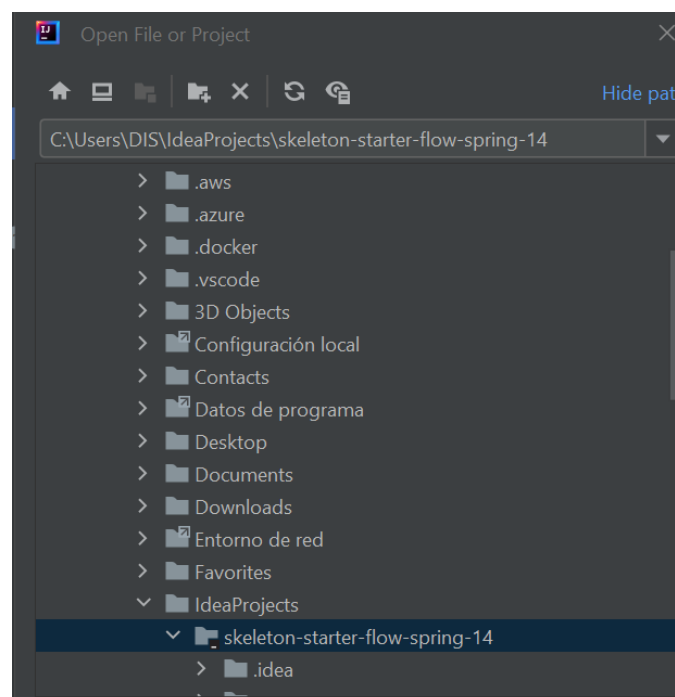 Open File or Project
Hide pat
C:\Users\DIS\IdeaProjects\skeleton-starter-flow-spring-14
.aws
.azure
.docker
.vscode
3D Objects
Configuración local
Contacts
Datos de programa
Desktop
Documents
Downloads
Entorno de red
Favorites
IdeaProjects
skeleton-starter-flow-spring-14
.idea